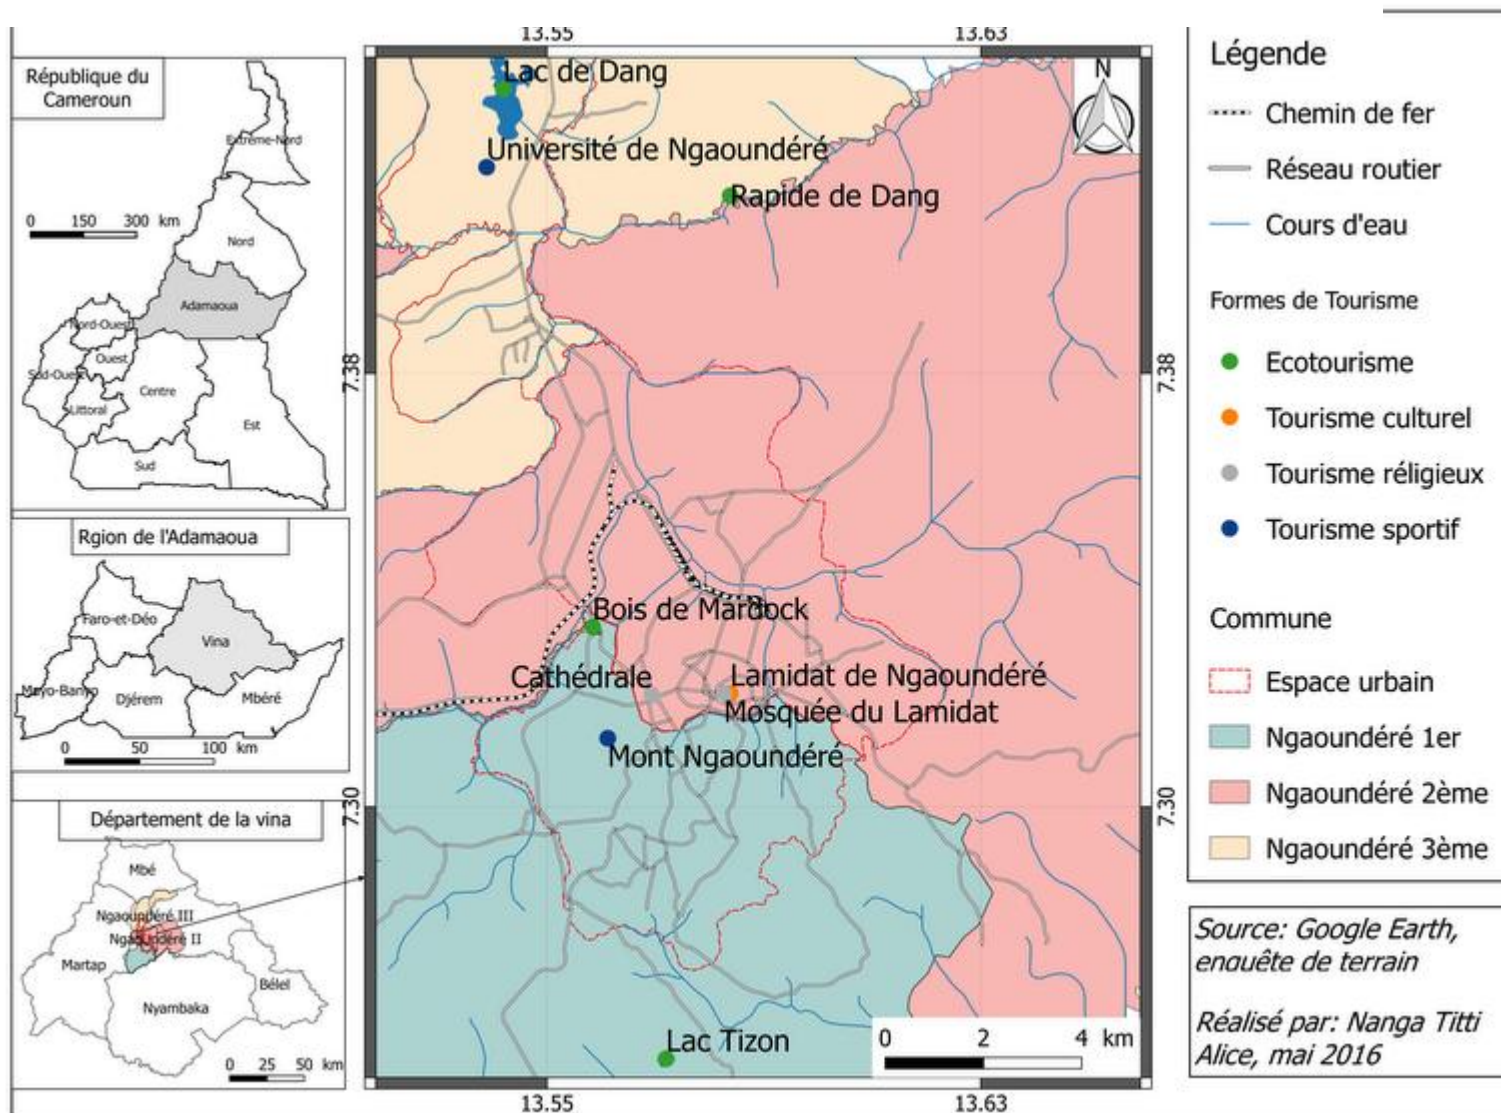 République du
Cameroun
Extrême-Nord
0 150 300 km
Nord
Adamaoua
Nord-Ouest
Ouest
Sud-Ouest
Centre
Littoral
Est
Sud
Rgion de l'Adamaoua
Faro-et-Déo
Vina
Mayo-Banyo
Djérem
Mbéré
0 50 100 km
Département de la vina
Mbé
Ngaoundéré III
Ngaoundéré II
Martap
Bélel
Nyambaka
0 25 50 km
13.55 13.63
N
Lac de Dang
Université de Ngaoundéré
Rapide de Dang
7.38 7.38
Bois de Mardock
Cathédrale
Lamidat de Ngaoundéré
Mosquée du Lamidat
Mont Ngaoundéré
7.30 7.30
Lac Tizon
0 2 4 km
13.55 13.63
Légende
Chemin de fer
Réseau routier
Cours d'eau
Formes de Tourisme
Ecotourisme
Tourisme culturel
Tourisme réligieux
Tourisme sportif
Commune
Espace urbain
Ngaoundéré 1er
Ngaoundéré 2ème
Ngaoundéré 3ème
Source: Google Earth,
enquête de terrain
Réalisé par: Nanga Titti
Alice, mai 2016